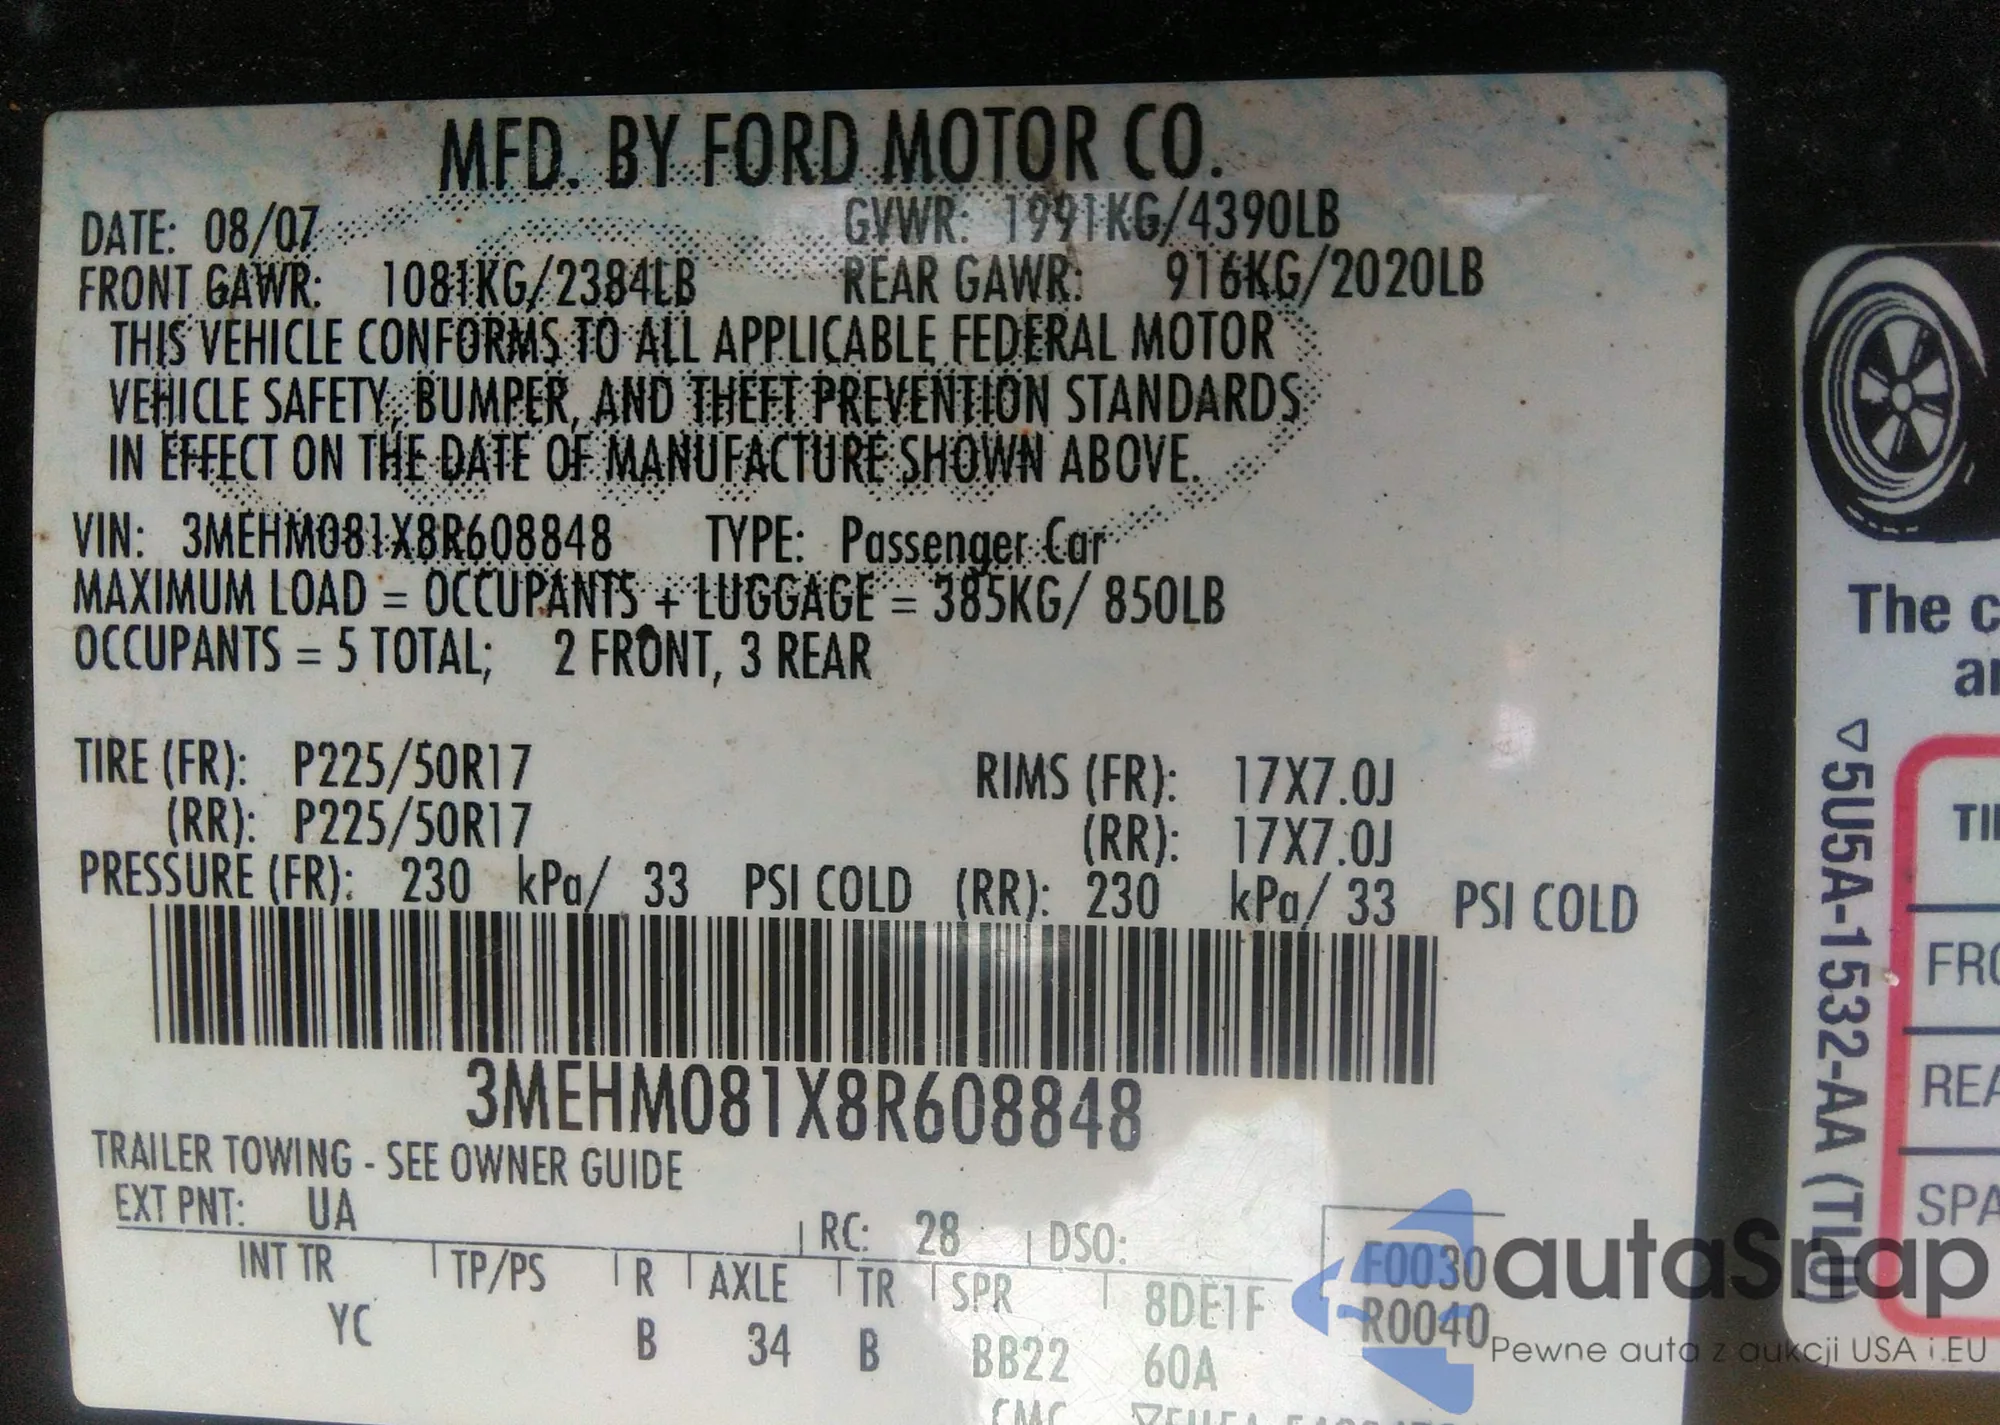 MFD. BY FORD MOTOR CO.
DATE: 08/07 GVWR: 1991KG/4390LB
FRONT GAWR: 1081KG/2384LB REAR GAWR: 916KG/2020LB
THIS VEHICLE CONFORMS TO ALL APPLICABLE FEDERAL MOTOR
VEHICLE SAFETY, BUMPER, AND THEFT PREVENTION STANDARDS
IN EFFECT ON THE DATE OF MANUFACTURE SHOWN ABOVE.
VIN: 3MEHM081X8R608848 TYPE: Passenger Car
MAXIMUM LOAD = OCCUPANTS + LUGGAGE = 385KG/ 850LB
OCCUPANTS = 5 TOTAL; 2 FRONT, 3 REAR
TIRE (FR): P225/50R17 RIMS (FR): 17X7.0J
(RR): P225/50R17 (RR): 17X7.0J
PRESSURE (FR): 230 kPa/ 33 PSI COLD (RR): 230 kPa/ 33 PSI COLD
3MEHM081X8R608848
TRAILER TOWING - SEE OWNER GUIDE
EXT PNT: UA RC: 28 DSO:
INT TR TP/PS R AXLE TR SPR 8DE1F
YC B 34 B BB22 60A
F0030
R0040
The c
an
▽5U5A-1532-AA (TLU)
TI
FRO
REA
SPA
autaSnap
Pewne auta z aukcji USA i EU